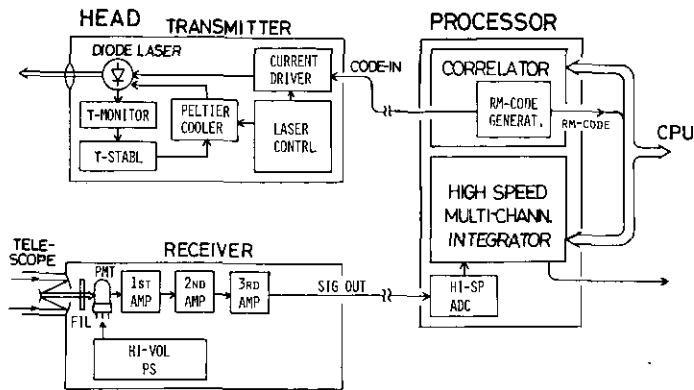 HEAD
TRANSMITTER
DIODE LASER
T-MONITOR
T-STABL
PELTIER
COOLER
CURRENT
DRIVER
LASER
CONTRL
CODE-IN
PROCESSOR
CORRELATOR
RM-CODE
GENERAT.
RM-CODE
CPU
HIGH SPEED
MULTI-CHANN.
INTEGRATOR
HI-SP
ADC
TELE-
SCOPE
RECEIVER
PMT
FIL
1ST
AMP
2ND
AMP
3RD
AMP
SIG OUT
HI-VOL
PS